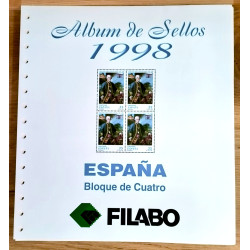 Album de Sellos
1998
ESPAÑA
Bloque de Cuatro
FILABO